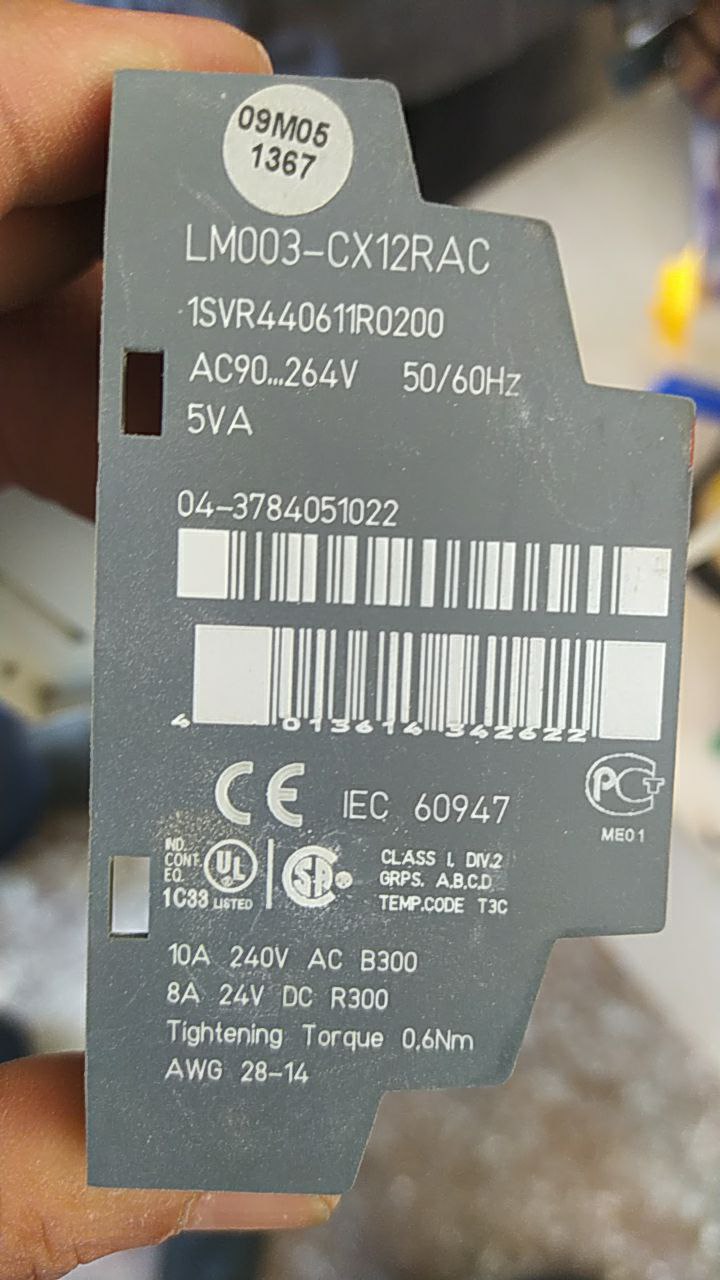 09M05
1367
LM003-CX12RAC
1SVR440611R0200
AC90...264V 50/60Hz
5VA
04-3784051022
4 013614 342622
CE IEC 60947
PCT
ME01
IND.
CONT.
EQ.
1C33
UL
LISTED
SA
CLASS I, DIV.2
GRPS. A,B,C,D
TEMP.CODE T3C
10A 240V AC B300
8A 24V DC R300
Tightening Torque 0,6Nm
AWG 28-14